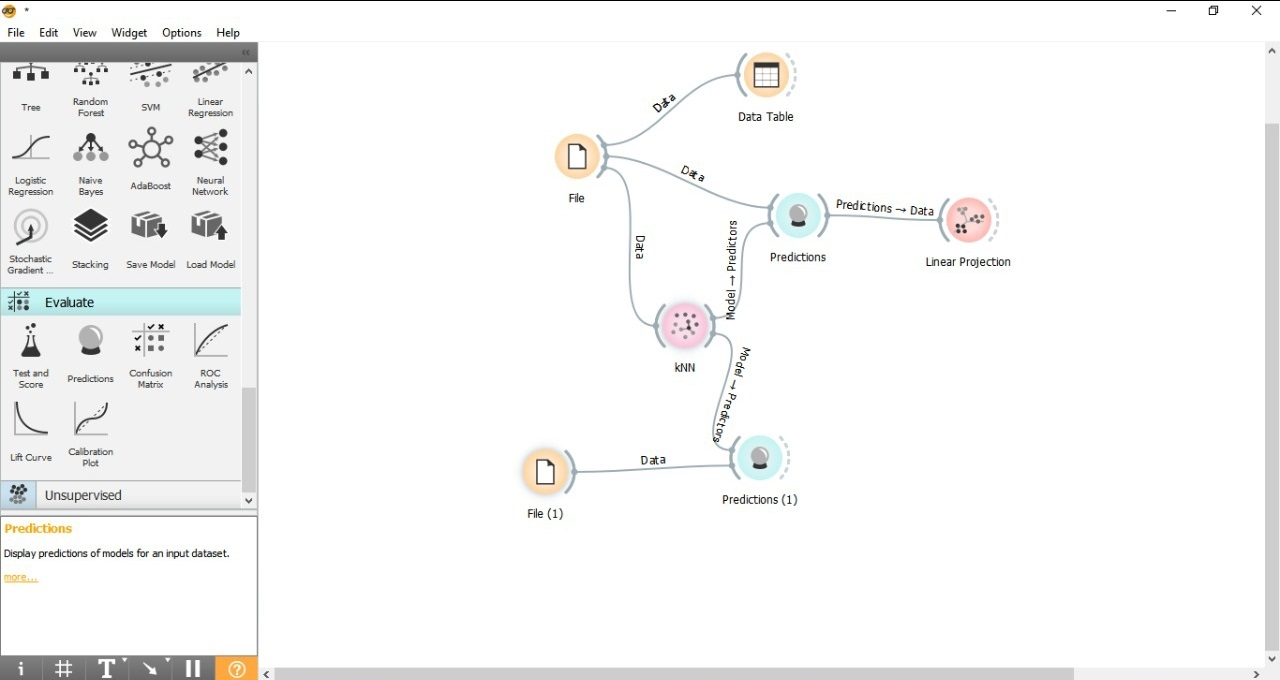 *
File Edit View Widget Options Help
«
Tree Random Forest SVM Linear Regression
Logistic Regression Naive Bayes AdaBoost Neural Network
Stochastic Gradient ... Stacking Save Model Load Model
Evaluate
Test and Score Predictions Confusion Matrix ROC Analysis
Lift Curve Calibration Plot
Unsupervised
Predictions
Display predictions of models for an input dataset.
more...
i # T ?
Data
Data Table
File
Data
Data
Model → Predictors
Predictions
Predictions → Data
Linear Projection
kNN
Model → Predictors
File (1)
Data
Predictions (1)